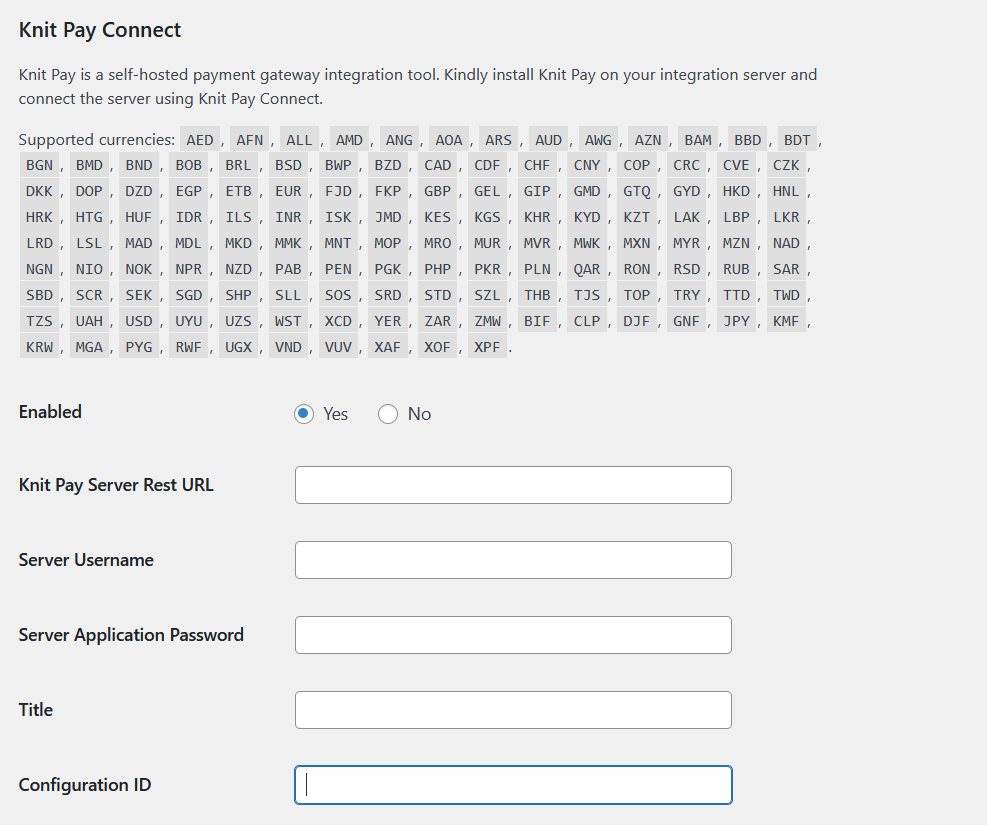 Knit Pay Connect
Knit Pay is a self-hosted payment gateway integration tool. Kindly install Knit Pay on your integration server and
connect the server using Knit Pay Connect.
Supported currencies: AED , AFN , ALL , AMD , ANG , AOA , ARS , AUD , AWG , AZN , BAM , BBD , BDT ,
BGN , BMD , BND , BOB , BRL , BSD , BWP , BZD , CAD , CDF , CHF , CNY , COP , CRC , CVE , CZK ,
DKK , DOP , DZD , EGP , ETB , EUR , FJD , FKP , GBP , GEL , GIP , GMD , GTQ , GYD , HKD , HNL ,
HRK , HTG , HUF , IDR , ILS , INR , ISK , JMD , KES , KGS , KHR , KYD , KZT , LAK , LBP , LKR ,
LRD , LSL , MAD , MDL , MKD , MMK , MNT , MOP , MRO , MUR , MVR , MWK , MXN , MYR , MZN , NAD ,
NGN , NIO , NOK , NPR , NZD , PAB , PEN , PGK , PHP , PKR , PLN , QAR , RON , RSD , RUB , SAR ,
SBD , SCR , SEK , SGD , SHP , SLL , SOS , SRD , STD , SZL , THB , TJS , TOP , TRY , TTD , TWD ,
TZS , UAH , USD , UYU , UZS , WST , XCD , YER , ZAR , ZMW , BIF , CLP , DJF , GNF , JPY , KMF ,
KRW , MGA , PYG , RWF , UGX , VND , VUV , XAF , XOF , XPF .
Enabled Yes No
Knit Pay Server Rest URL
Server Username
Server Application Password
Title
Configuration ID